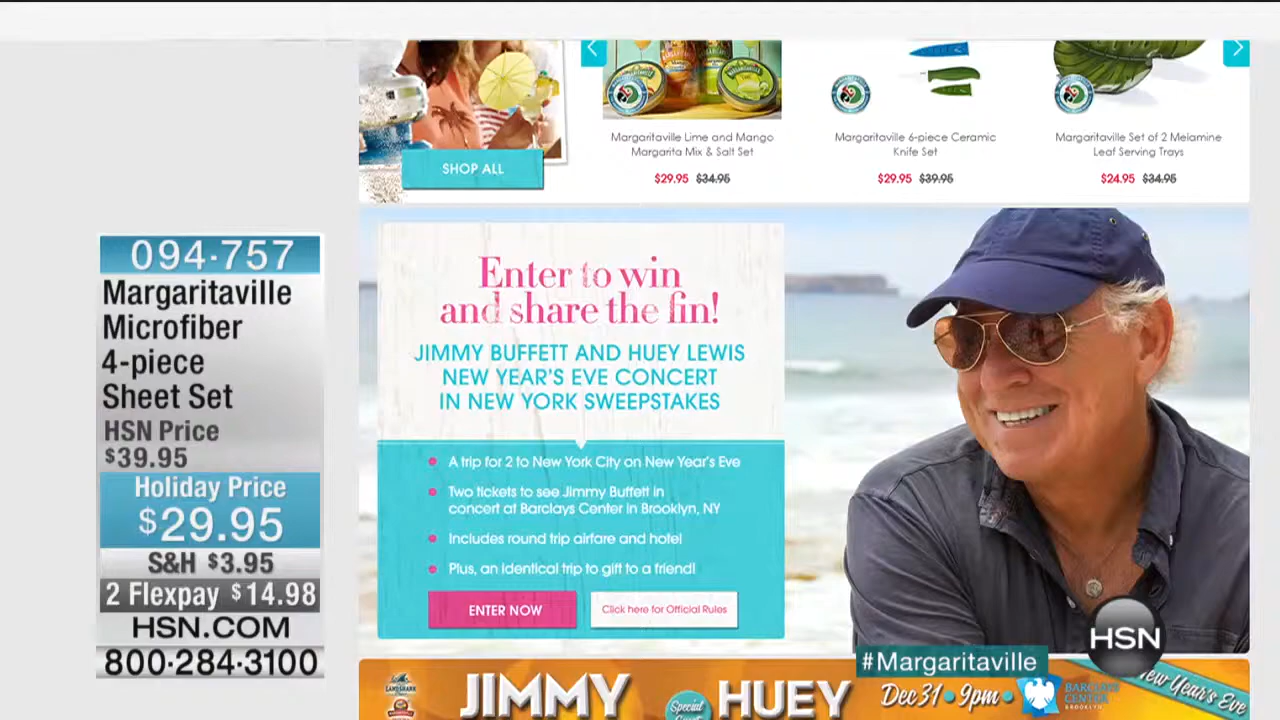 094-757
Margaritaville
Microfiber
4-piece
Sheet Set
HSN Price
$39.95
Holiday Price
$29.95
S&H $3.95
2 Flexpay $14.98
HSN.COM
800-284-3100
SHOP ALL
Margaritaville Lime and Mango
Margarita Mix & Salt Set
$29.95 $34.95
Margaritaville 6-piece Ceramic
Knife Set
$29.95 $39.95
Margaritaville Set of 2 Melamine
Leaf Serving Trays
$24.95 $34.95
Enter to win
and share the fin!
JIMMY BUFFETT AND HUEY LEWIS
NEW YEAR'S EVE CONCERT
IN NEW YORK SWEEPSTAKES
A trip for 2 to New York City on New Year's Eve
Two tickets to see Jimmy Buffett in
concert at Barclays Center in Brooklyn, NY
Includes round trip airfare and hotel
Plus, an identical trip to gift to a friend!
ENTER NOW
Click here for Official Rules
HSN
#Margaritaville
LANDSHARK
JIMMY
Special
HUEY
Dec 31 • 9pm •
BARCLAYS
CENTER
BROOKLYN
New Year's Eve